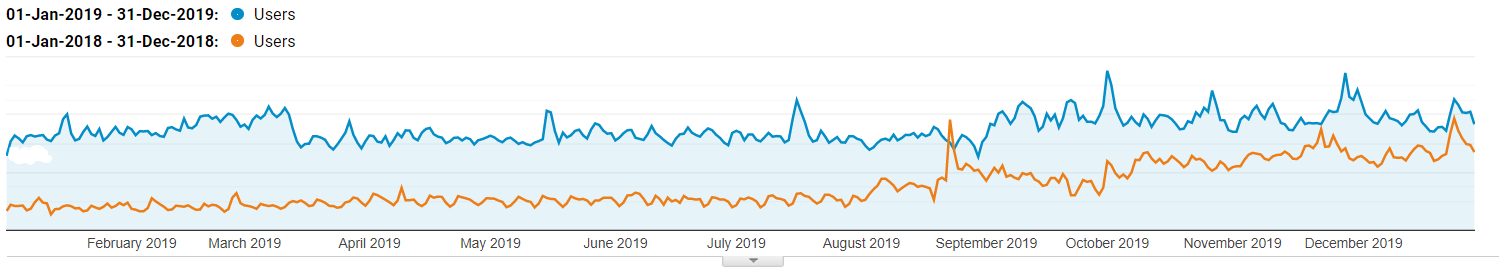 01-Jan-2019 - 31-Dec-2019: Users
01-Jan-2018 - 31-Dec-2018: Users
February 2019 March 2019 April 2019 May 2019 June 2019 July 2019 August 2019 September 2019 October 2019 November 2019 December 2019